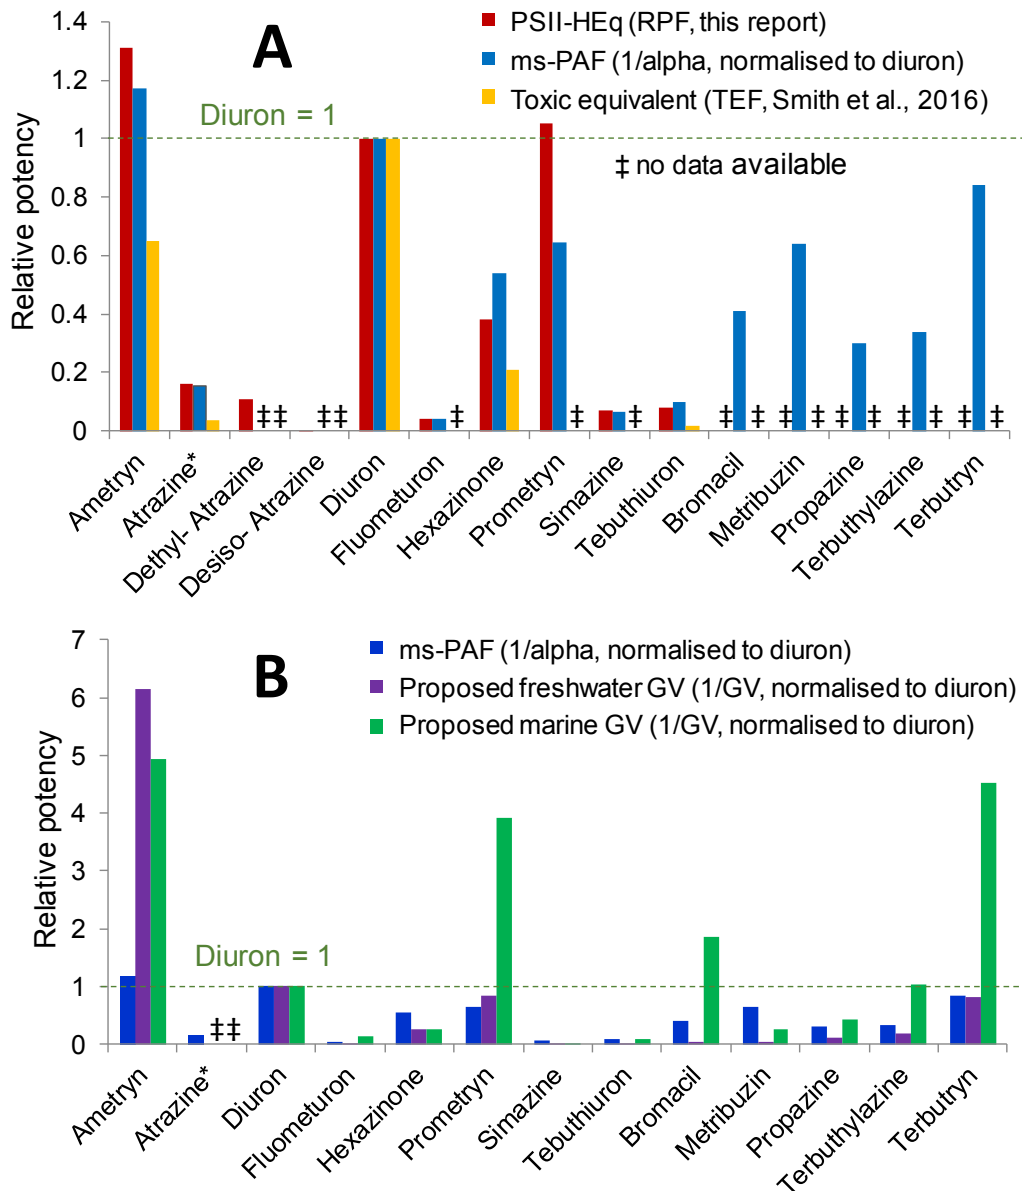 A
PSII-HEq (RPF, this report)
ms-PAF (1/alpha, normalised to diuron)
Toxic equivalent (TEF, Smith et al., 2016)
Diuron = 1
‡ no data available
Relative potency
1.4
1.2
1
0.8
0.6
0.4
0.2
0
‡‡ ‡‡ ‡ ‡ ‡ ‡ ‡ ‡ ‡ ‡ ‡ ‡ ‡ ‡ ‡
Ametryn
Atrazine*
Dethyl- Atrazine
Desiso- Atrazine
Diuron
Fluometuron
Hexazinone
Prometryn
Simazine
Tebuthiuron
Bromacil
Metribuzin
Propazine
Terbuthylazine
Terbutryn
B
ms-PAF (1/alpha, normalised to diuron)
Proposed freshwater GV (1/GV, normalised to diuron)
Proposed marine GV (1/GV, normalised to diuron)
Diuron = 1
Relative potency
7
6
5
4
3
2
1
0
‡‡
Ametryn
Atrazine*
Diuron
Fluometuron
Hexazinone
Prometryn
Simazine
Tebuthiuron
Bromacil
Metribuzin
Propazine
Terbuthylazine
Terbutryn